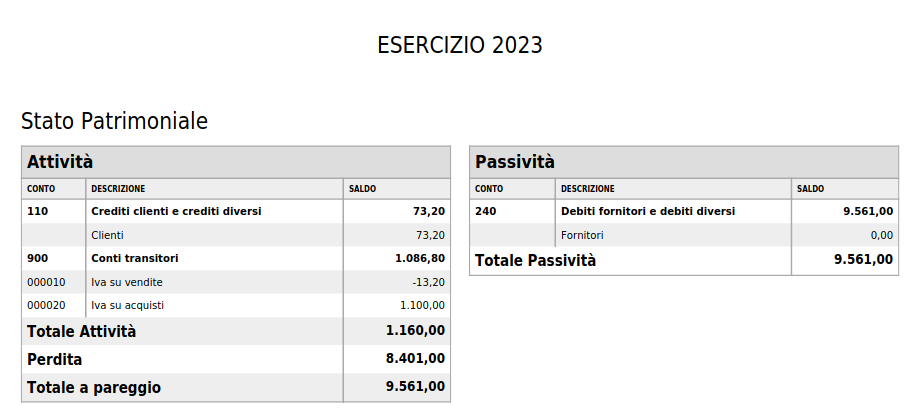 ESERCIZIO 2023
Stato Patrimoniale
Attività
CONTO DESCRIZIONE SALDO
110 Crediti clienti e crediti diversi 73,20
Clienti 73,20
900 Conti transitori 1.086,80
000010 Iva su vendite -13,20
000020 Iva su acquisti 1.100,00
Totale Attività 1.160,00
Perdita 8.401,00
Totale a pareggio 9.561,00
Passività
CONTO DESCRIZIONE SALDO
240 Debiti fornitori e debiti diversi 9.561,00
Fornitori 0,00
Totale Passività 9.561,00